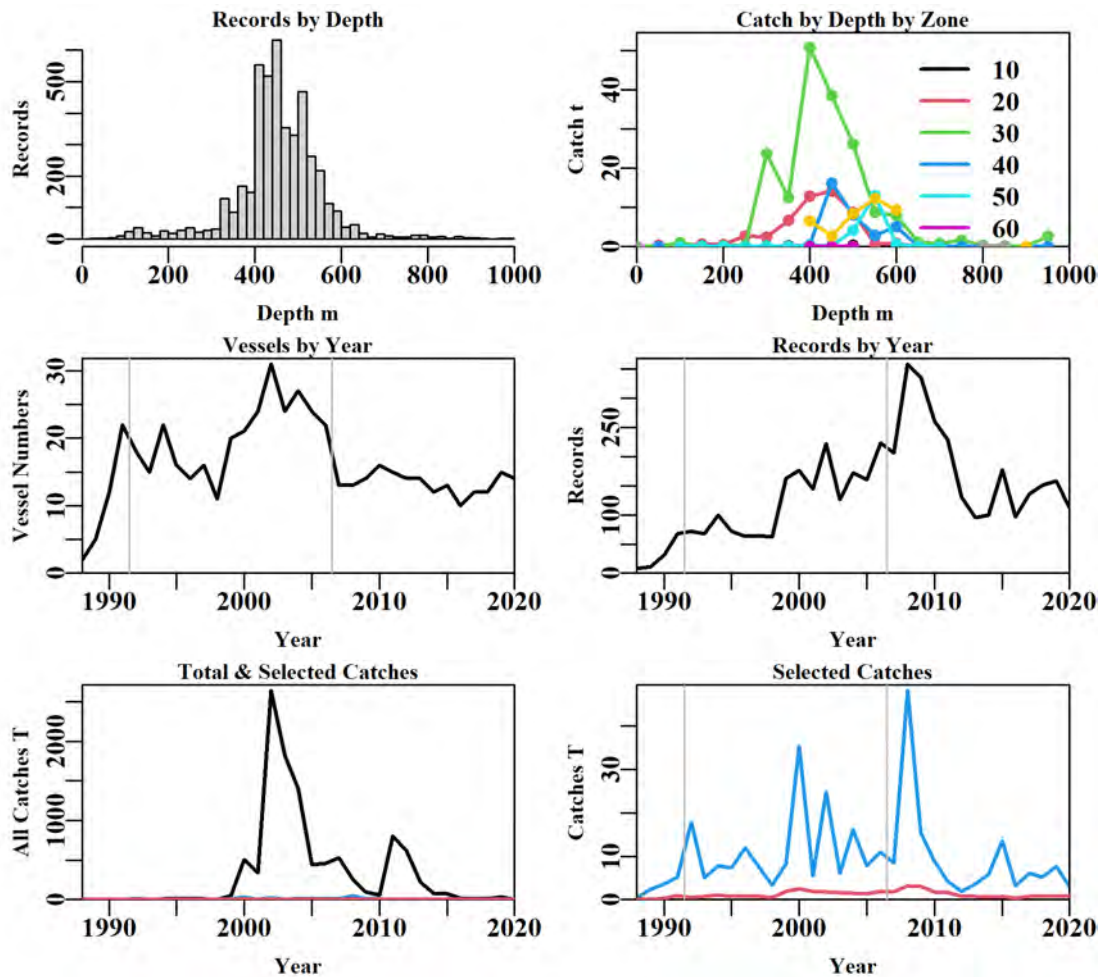 Records by Depth
Catch by Depth by Zone
Records
200
500
0
0 200 400 600 800 1000
Depth m
Catch t
0 20 40
10
20
30
40
50
60
0 200 400 600 800 1000
Depth m
Vessels by Year
Records by Year
Vessel Numbers
0 10 20 30
1990 2000 2010 2020
Year
Records
0 100 250
1990 2000 2010 2020
Year
Total & Selected Catches
Selected Catches
All Catches T
0 1000 2000
1990 2000 2010 2020
Year
Catches T
0 10 30
1990 2000 2010 2020
Year